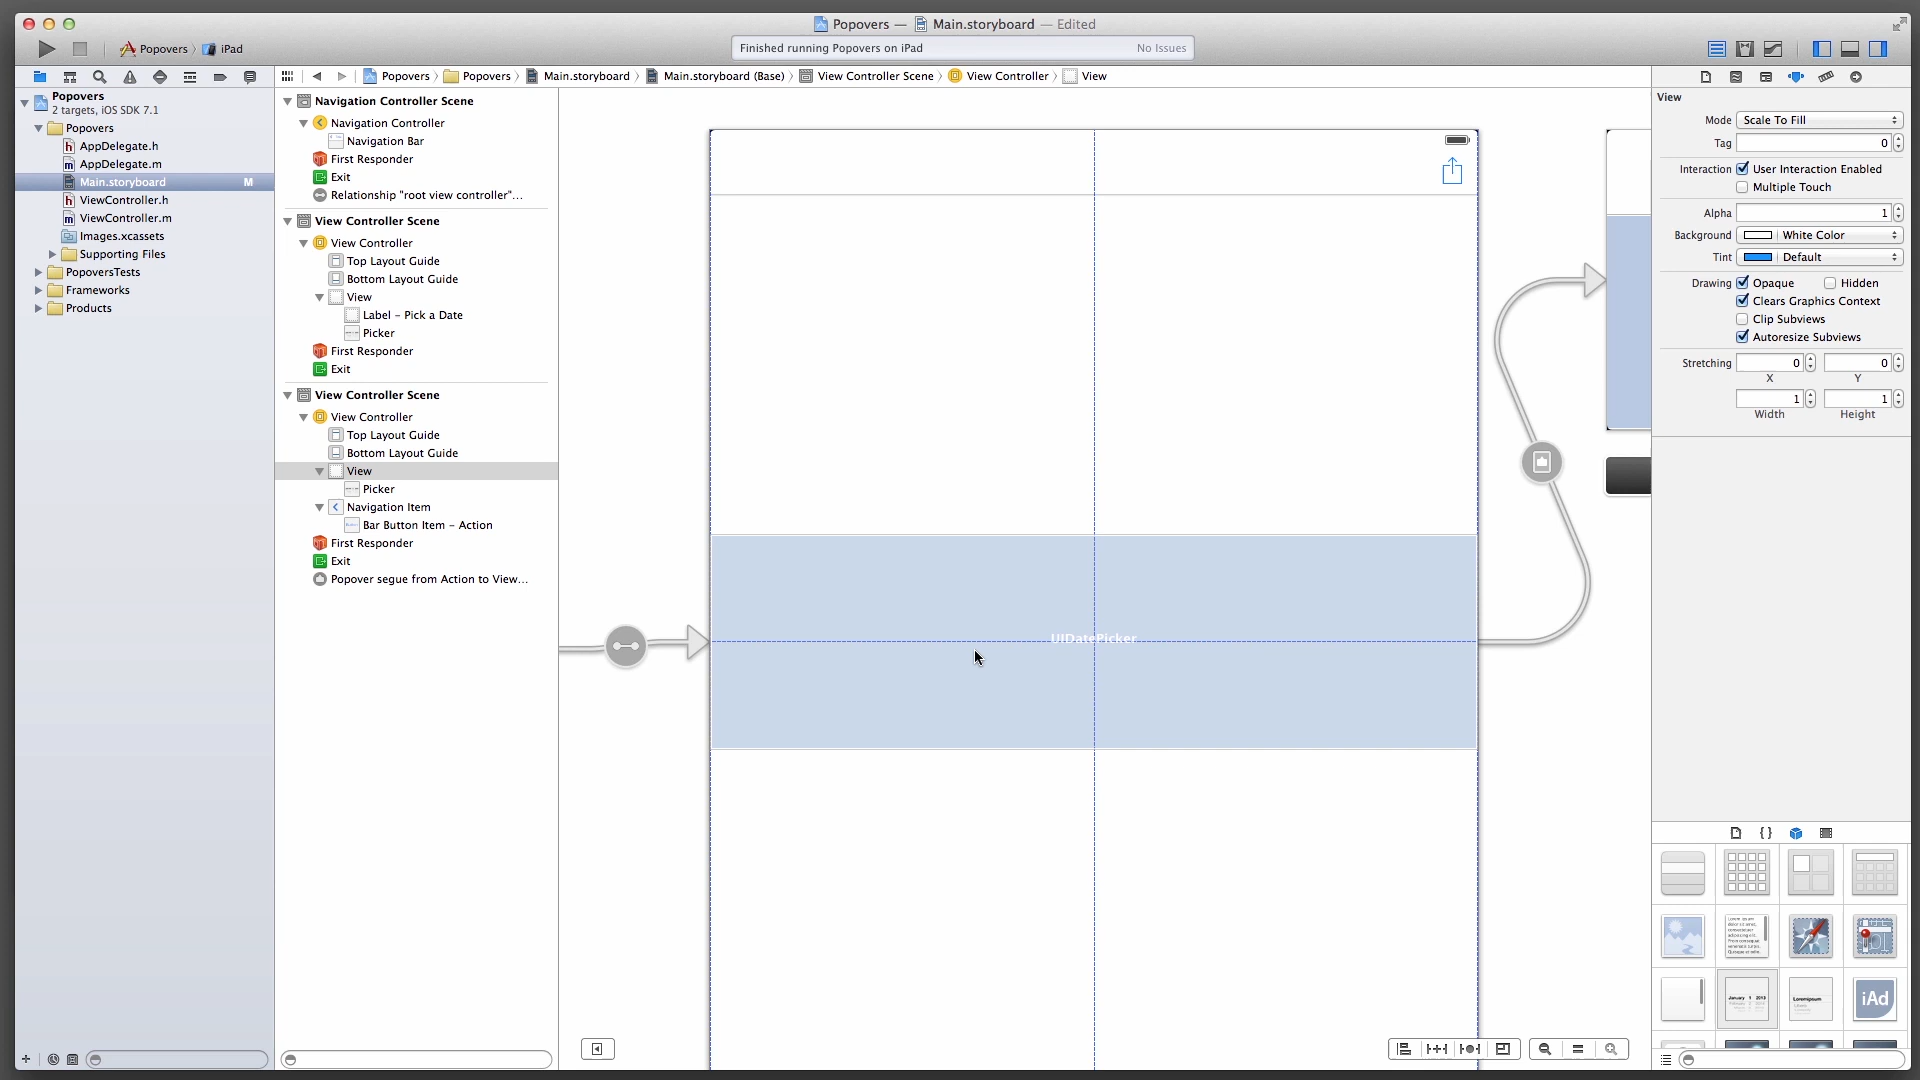 Popovers — Main.storyboard — Edited
Popovers iPad
Finished running Popovers on iPad No Issues
Popovers Popovers Main.storyboard Main.storyboard (Base) View Controller Scene View Controller View
Popovers
2 targets, iOS SDK 7.1
Popovers
AppDelegate.h
AppDelegate.m
Main.storyboard M
ViewController.h
ViewController.m
Images.xcassets
Supporting Files
PopoversTests
Frameworks
Products
Navigation Controller Scene
Navigation Controller
Navigation Bar
First Responder
Exit
Relationship "root view controller"...
View Controller Scene
View Controller
Top Layout Guide
Bottom Layout Guide
View
Label – Pick a Date
Picker
First Responder
Exit
View Controller Scene
View Controller
Top Layout Guide
Bottom Layout Guide
View
Picker
Navigation Item
Bar Button Item – Action
First Responder
Exit
Popover segue from Action to View...
UIDatePicker
View
Mode Scale To Fill
Tag 0
Interaction User Interaction Enabled
Multiple Touch
Alpha 1
Background White Color
Tint Default
Drawing Opaque Hidden
Clears Graphics Context
Clip Subviews
Autoresize Subviews
Stretching 0 0
X Y
1 1
Width Height
January 1 2013
Loremipsum
iAd